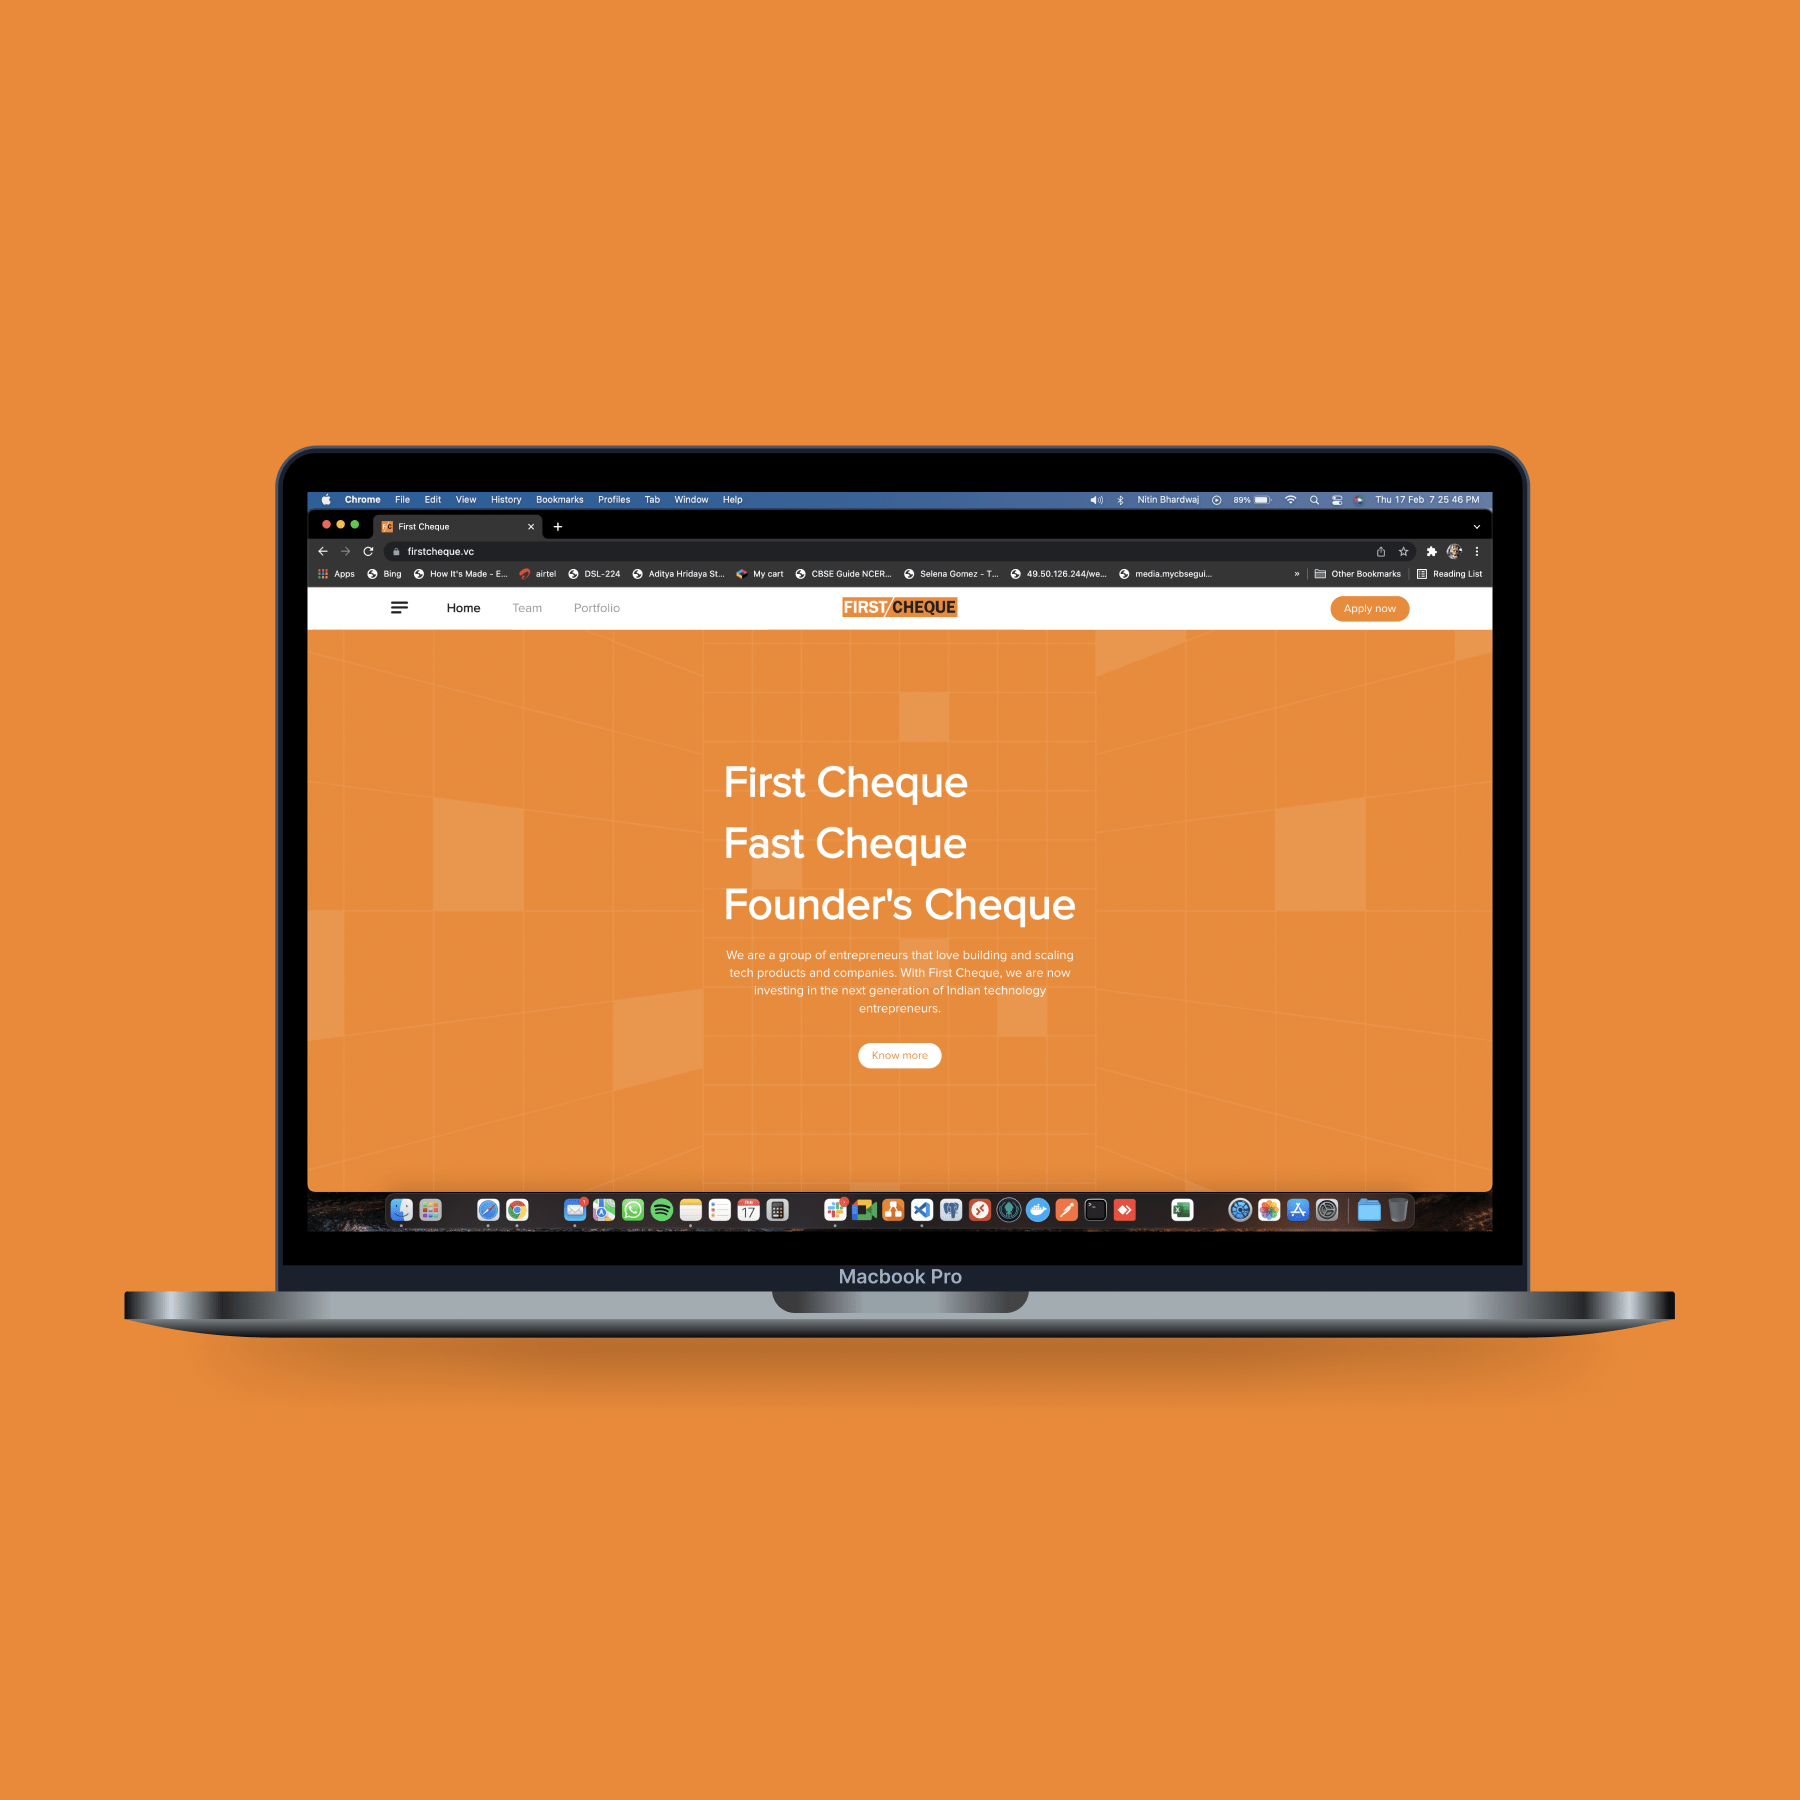 Chrome File Edit View History Bookmarks Profiles Tab Window Help Nitin Bhardwaj 89% Thu 17 Feb 7 25 46 PM
First Cheque
firstcheque.vc
Apps Bing How It's Made - E... airtel DSL-224 Aditya Hridaya St... My cart CBSE Guide NCER... Selena Gomez - T... 49.50.126.244/we... media.mycbsegui... » Other Bookmarks Reading List
Home Team Portfolio FIRST/CHEQUE Apply now
First Cheque
Fast Cheque
Founder's Cheque
We are a group of entrepreneurs that love building and scaling
tech products and companies. With First Cheque, we are now
investing in the next generation of Indian technology
entrepreneurs.
Know more
17
Macbook Pro